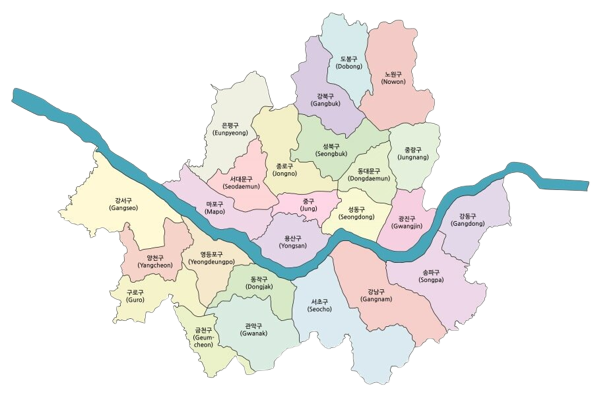 도봉구
(Dobong)
노원구
(Nowon)
강북구
(Gangbuk)
은평구
(Eunpyeong)
성북구
(Seongbuk)
중랑구
(Jungnang)
종로구
(Jongno)
동대문구
(Dongdaemun)
서대문구
(Seodaemun)
강서구
(Gangseo)
마포구
(Mapo)
중구
(Jung)
성동구
(Seongdong)
광진구
(Gwangjin)
강동구
(Gangdong)
용산구
(Yongsan)
양천구
(Yangcheon)
영등포구
(Yeongdeungpo)
송파구
(Songpa)
동작구
(Dongjak)
구로구
(Guro)
강남구
(Gangnam)
서초구
(Seocho)
금천구
(Geum-
cheon)
관악구
(Gwanak)